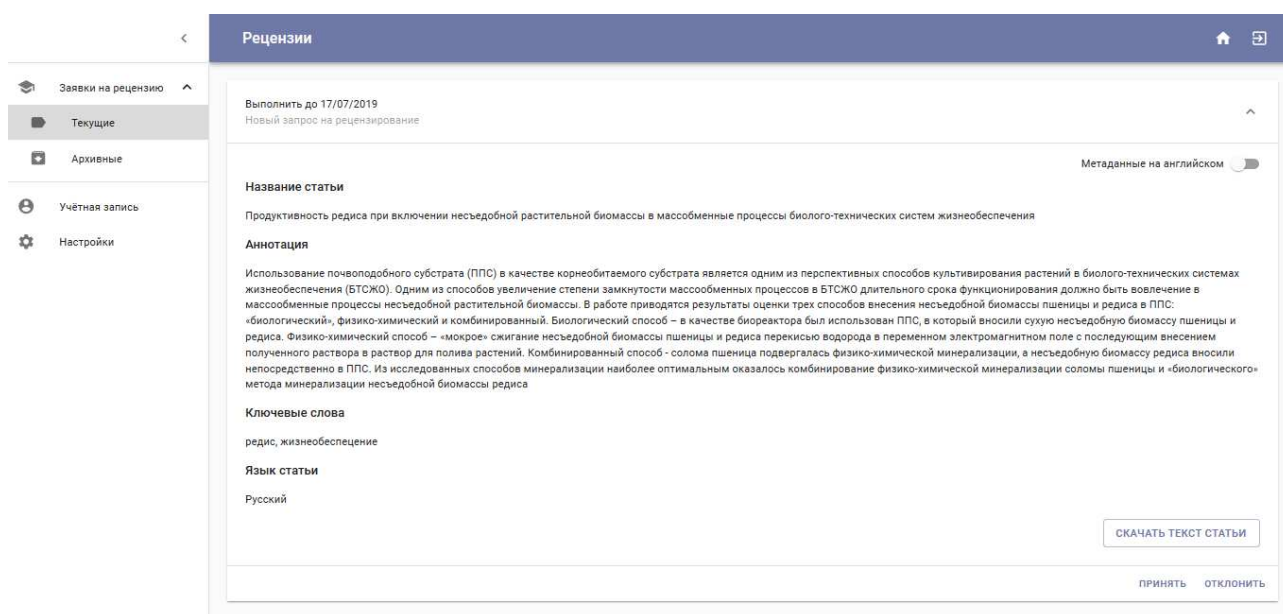 Рецензии
Заявки на рецензию
Текущие
Архивные
Учётная запись
Настройки
Выполнить до 17/07/2019
Новый запрос на рецензирование
Метаданные на английском
Название статьи
Продуктивность редиса при включении несъедобной растительной биомассы в массобменные процессы биолого-технических систем жизнеобеспечения
Аннотация
Использование почвоподобного субстрата (ППС) в качестве корнеобитаемого субстрата является одним из перспективных способов культивирования растений в биолого-технических системах
жизнеобеспечения (БТСЖО). Одним из способов увеличение степени замкнутости массообменных процессов в БТСЖО длительного срока функционирования должно быть вовлечение в
массообменные процессы несъедобной растительной биомассы. В работе приводятся результаты оценки трех способов внесения несъедобной биомассы пшеницы и редиса в ППС:
«биологический», физико-химический и комбинированный. Биологический способ – в качестве биореактора был использован ППС, в который вносили сухую несъедобную биомассу пшеницы и
редиса. Физико-химический способ – «мокрое» сжигание несъедобной биомассы пшеницы и редиса перекисью водорода в переменном электромагнитном поле с последующим внесением
полученного раствора в раствор для полива растений. Комбинированный способ - солома пшеница подвергалась физико-химической минерализации, а несъедобную биомассу редиса вносили
непосредственно в ППС. Из исследованных способов минерализации наиболее оптимальным оказалось комбинирование физико-химической минерализации соломы пшеницы и «биологического»
метода минерализации несъедобной биомассы редиса
Ключевые слова
редис, жизнеобеспецение
Язык статьи
Русский
СКАЧАТЬ ТЕКСТ СТАТЬИ
ПРИНЯТЬ ОТКЛОНИТЬ